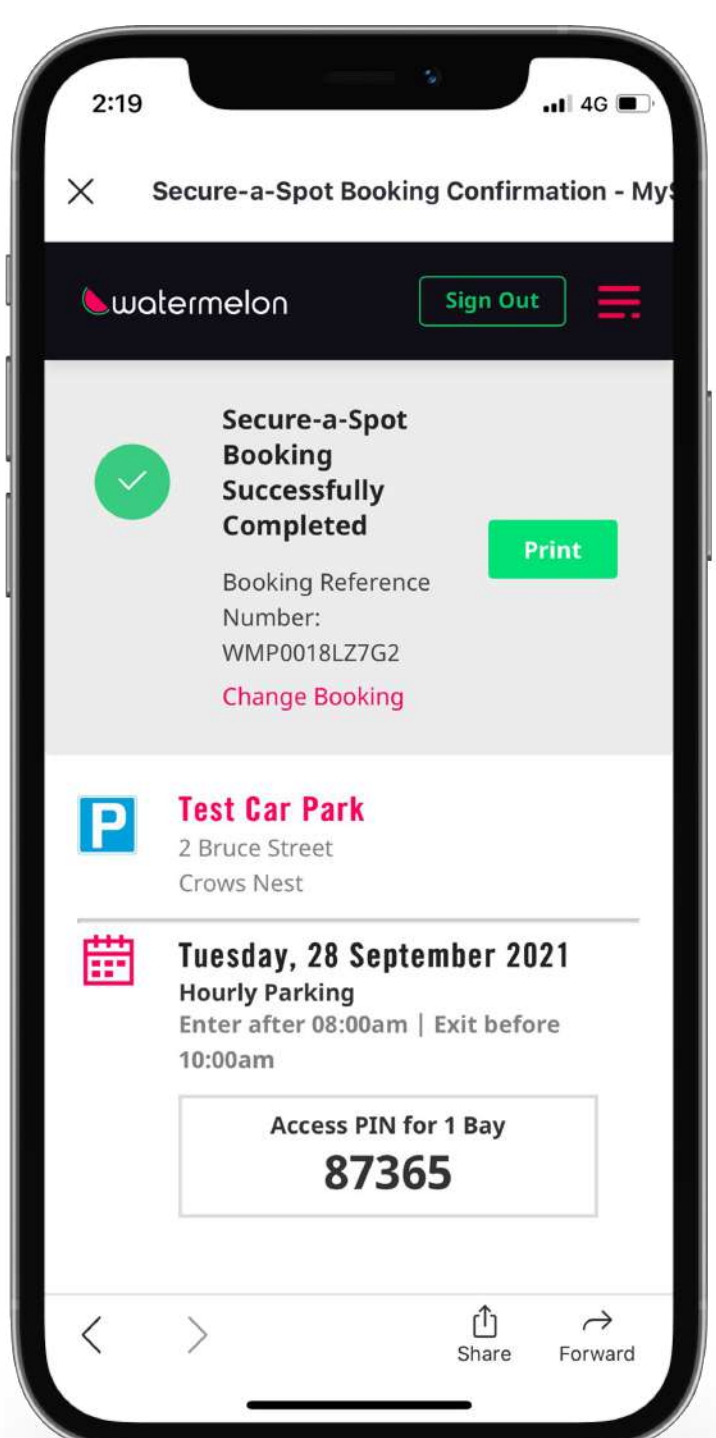 2:19
4G
Secure-a-Spot Booking Confirmation - My
watermelon
Sign Out
Secure-a-Spot
Booking
Successfully
Completed
Print
Booking Reference
Number:
WMP0018LZ7G2
Change Booking
P
Test Car Park
2 Bruce Street
Crows Nest
Tuesday, 28 September 2021
Hourly Parking
Enter after 08:00am | Exit before
10:00am
Access PIN for 1 Bay
87365
Share
Forward